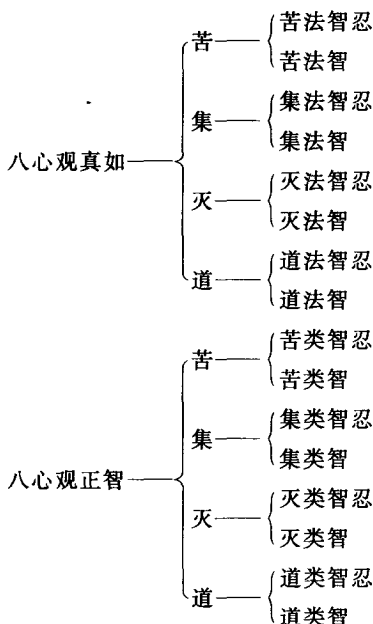 八心观真如
苦
苦法智忍
苦法智
集
集法智忍
集法智
灭
灭法智忍
灭法智
道
道法智忍
道法智
八心观正智
苦
苦类智忍
苦类智
集
集类智忍
集类智
灭
灭类智忍
灭类智
道
道类智忍
道类智